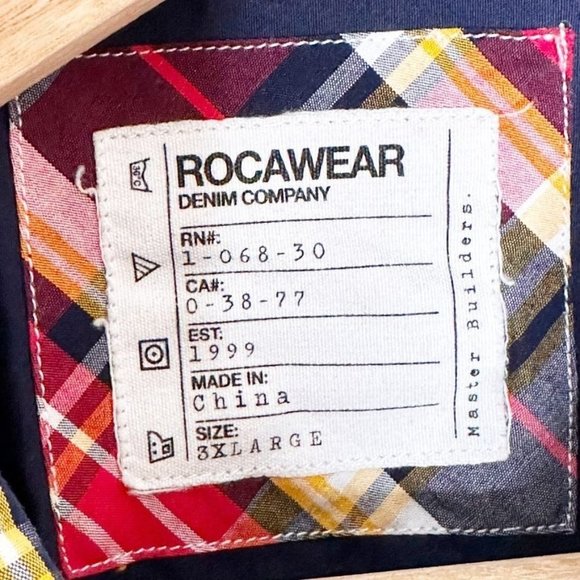 ROCAWEAR
DENIM COMPANY
RN#:
1-068-30
CA#:
0-38-77
EST:
1999
MADE IN:
China
SIZE:
3XLARGE
Master Builders.
30°C